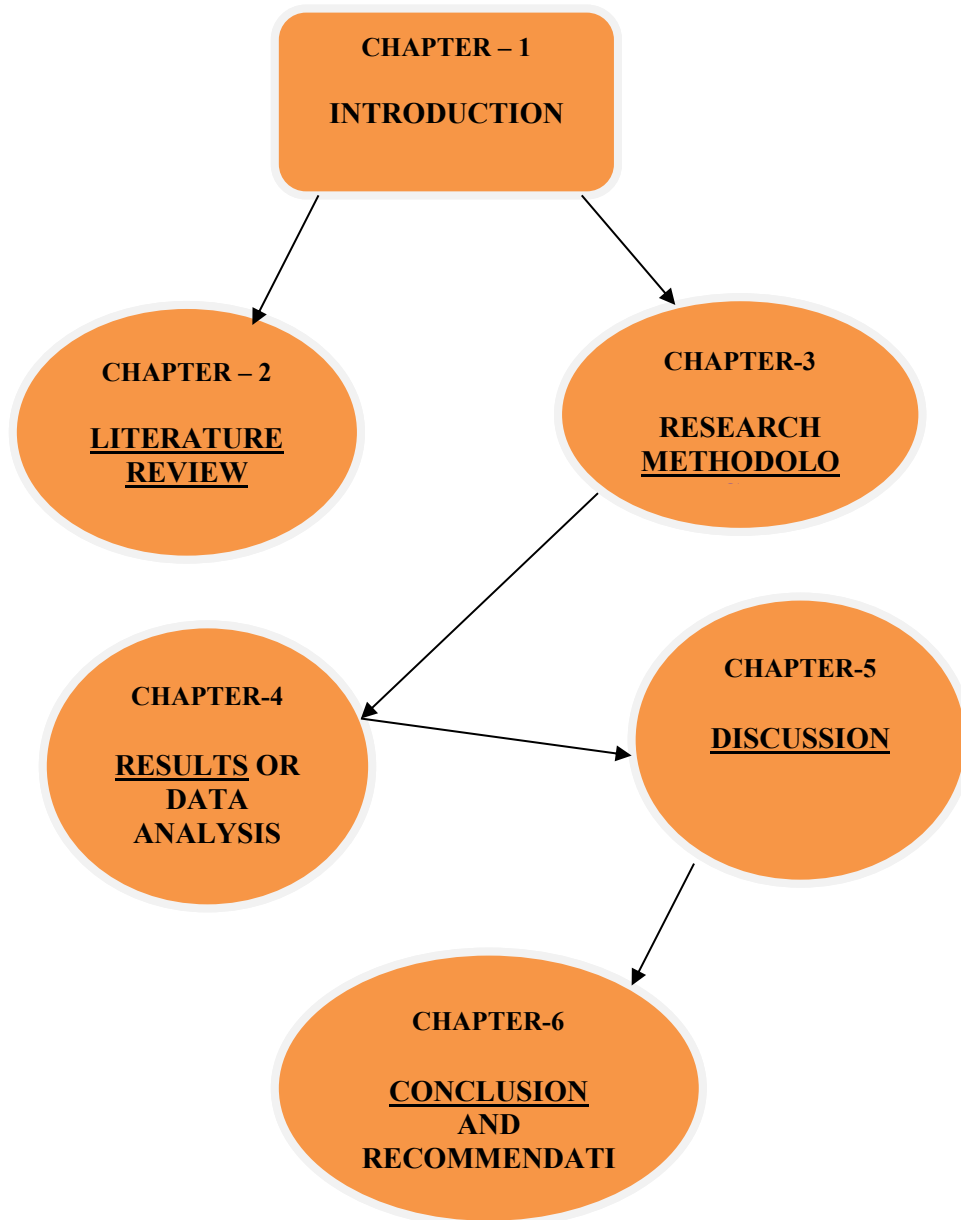 CHAPTER – 1
INTRODUCTION
CHAPTER – 2
LITERATURE
REVIEW
CHAPTER-3
RESEARCH
METHODOLO
CHAPTER-4
RESULTS OR
DATA
ANALYSIS
CHAPTER-5
DISCUSSION
CHAPTER-6
CONCLUSION
AND
RECOMMENDATI